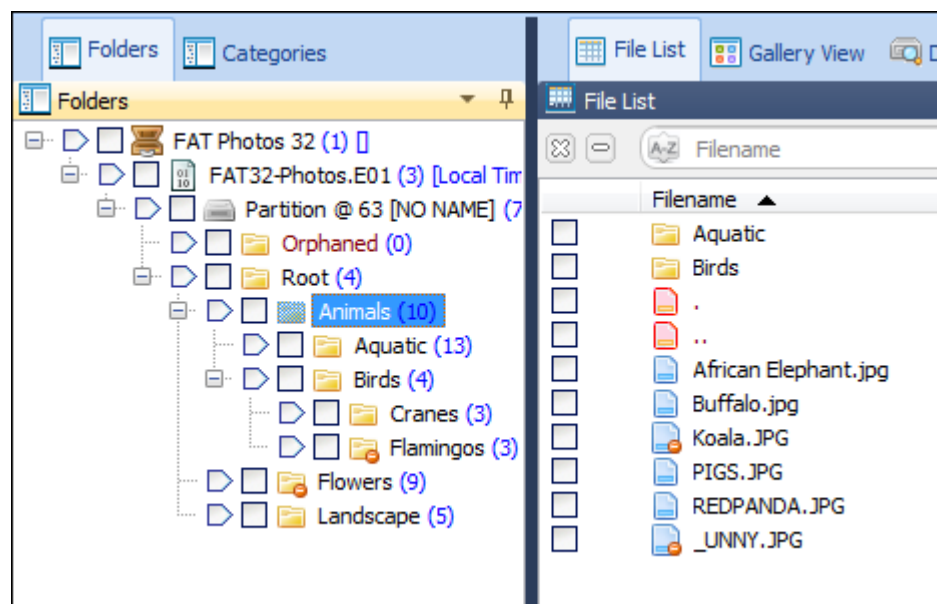 Folders Categories
Folders
FAT Photos 32 (1) []
FAT32-Photos.E01 (3) [Local Tim
Partition @ 63 [NO NAME] (7
Orphaned (0)
Root (4)
Animals (10)
Aquatic (13)
Birds (4)
Cranes (3)
Flamingos (3)
Flowers (9)
Landscape (5)
File List Gallery View D
File List
A-Z Filename
Filename
Aquatic
Birds
.
..
African Elephant.jpg
Buffalo.jpg
Koala.JPG
PIGS.JPG
REDPANDA.JPG
_UNNY.JPG